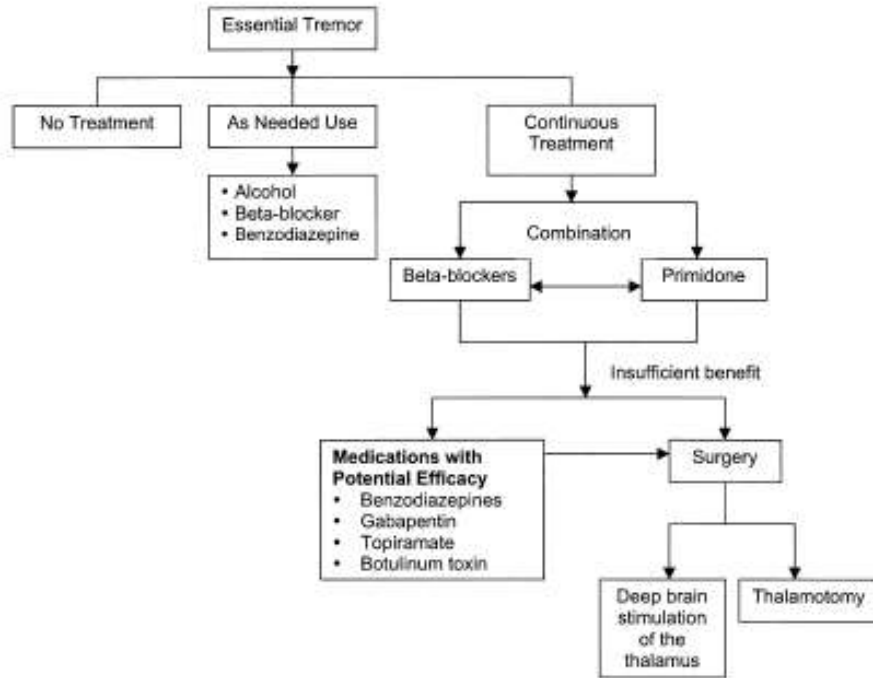 Essential Tremor
No Treatment
As Needed Use
Continuous
Treatment
• Alcohol
• Beta-blocker
• Benzodiazepine
Combination
Beta-blockers
Primidone
Insufficient benefit
Medications with
Potential Efficacy
• Benzodiazepines
• Gabapentin
• Topiramate
• Botulinum toxin
Surgery
Deep brain
stimulation
of the
thalamus
Thalamotomy